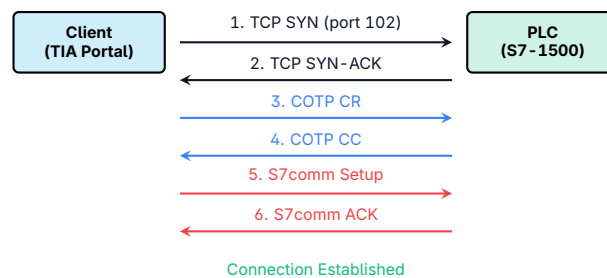 Client
(TIA Portal)
PLC
(S7-1500)
1. TCP SYN (port 102)
2. TCP SYN-ACK
3. COTP CR
4. COTP CC
5. S7comm Setup
6. S7comm ACK
Connection Established